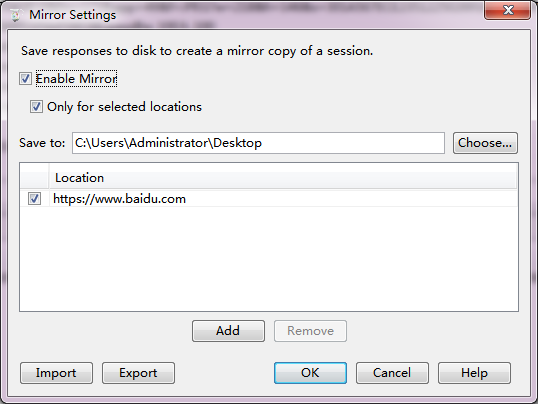 Mirror Settings
Save responses to disk to create a mirror copy of a session.
Enable Mirror
Only for selected locations
Save to: C:\Users\Administrator\Desktop Choose...
Location
https://www.baidu.com
Add Remove
Import Export OK Cancel Help